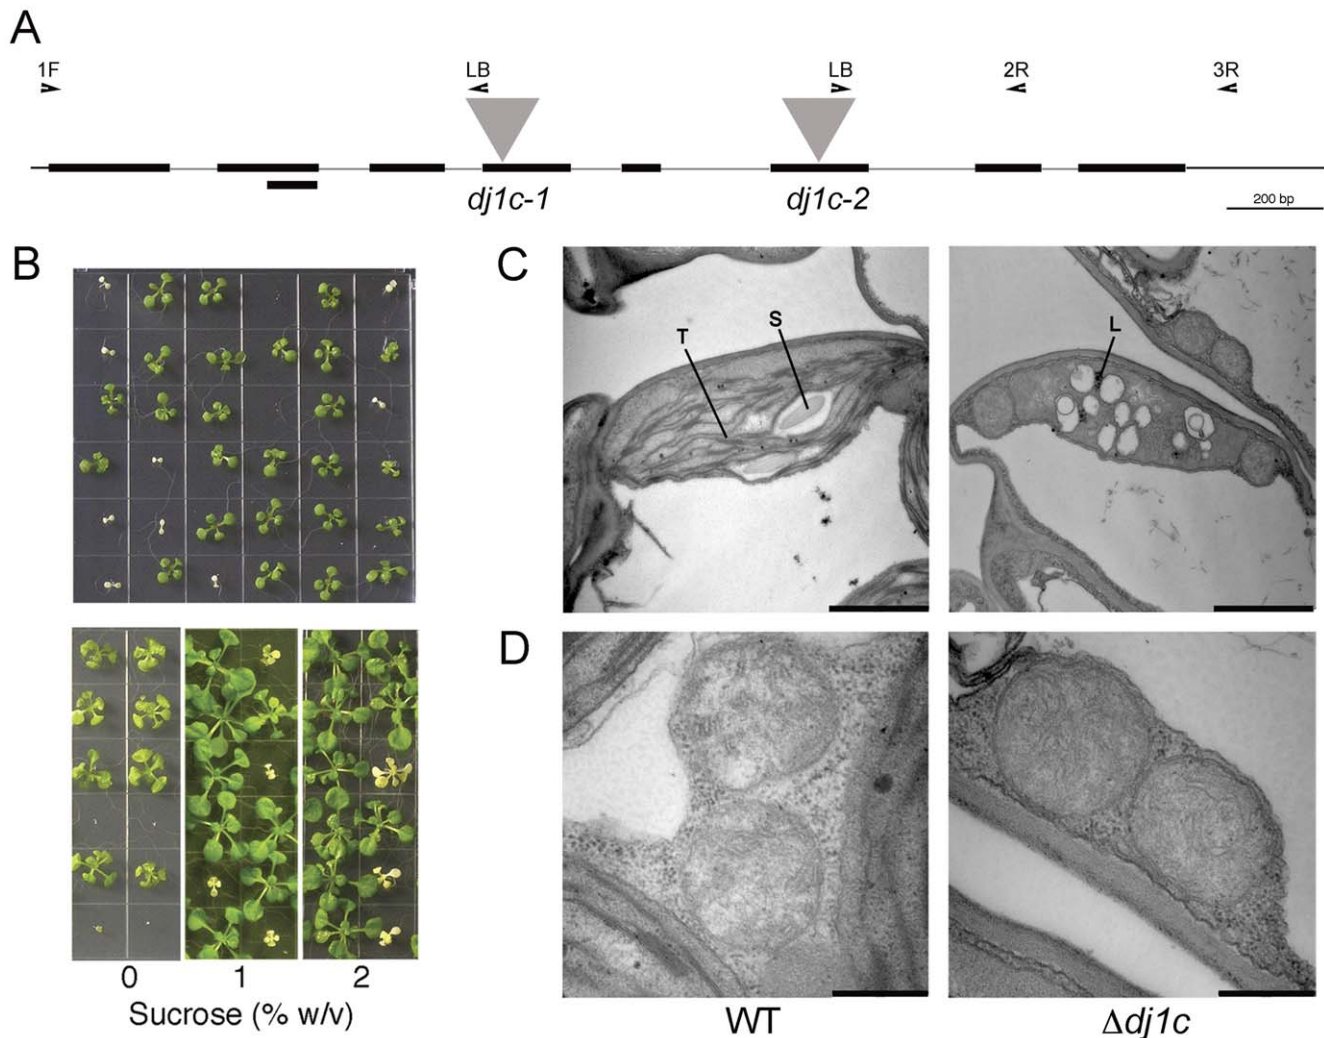 A
1F
LB
LB
2R
3R
dj1c-1
dj1c-2
200 bp
B
0
1
2
Sucrose (% w/v)
C
T
S
L
D
WT
Δdj1c